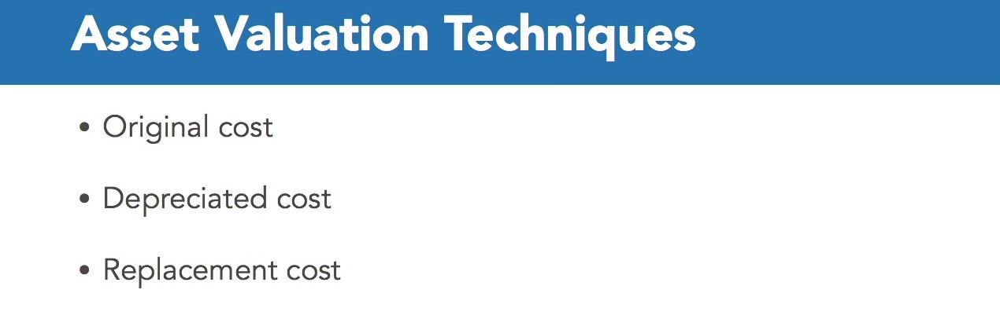 Asset Valuation Techniques
• Original cost
• Depreciated cost
• Replacement cost